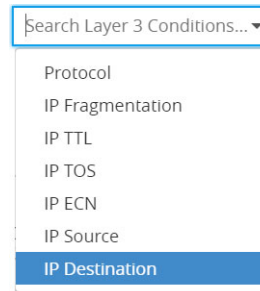 Search Layer 3 Conditions...
Protocol
IP Fragmentation
IP TTL
IP TOS
IP ECN
IP Source
IP Destination